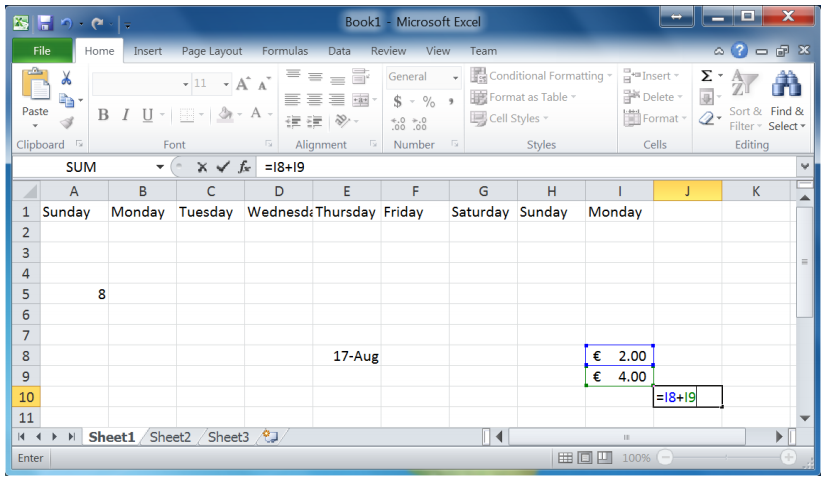 Book1 - Microsoft Excel
File Home Insert Page Layout Formulas Data Review View Team
Paste
11
B I U
A A
A
General
$ % ,
.0 .00
.00 .0
Conditional Formatting
Format as Table
Cell Styles
Insert
Delete
Format
Σ
Sort & Filter
Find & Select
Clipboard Font Alignment Number Styles Cells Editing
SUM fx =I8+I9
A B C D E F G H I J K
1 Sunday Monday Tuesday Wednesda Thursday Friday Saturday Sunday Monday
2
3
4
5 8
6
7
8 17-Aug € 2.00
9 € 4.00
10 =I8+I9
11
Sheet1 Sheet2 Sheet3
Enter 100%